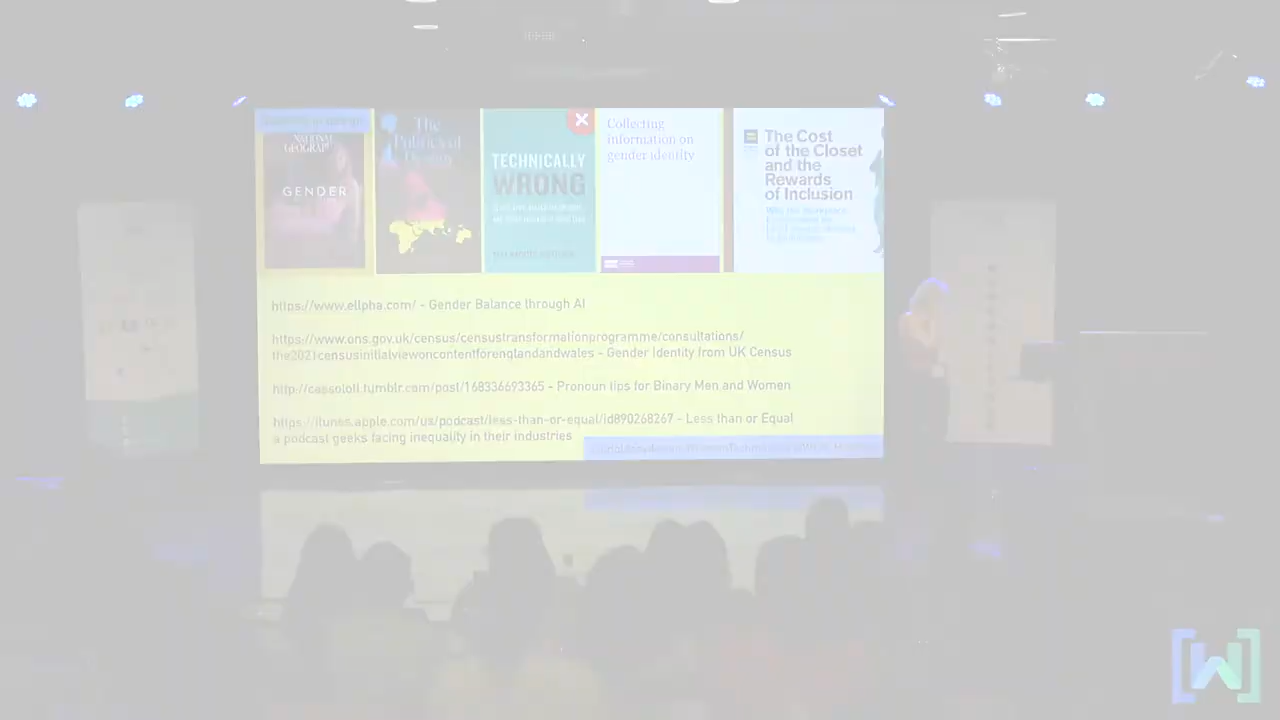 NATIONAL
GEOGRAP
GENDER
The
Politics of
Design
TECHNICALLY
WRONG
Collecting
information on
gender identity
The Cost
of the Closet
and the
Rewards
of Inclusion
https://www.ellpha.com/ - Gender Balance through AI
https://www.ons.gov.uk/census/censustransformationprogramme/consultations/
the2021censusinitialviewoncontentforenglandandwales - Gender Identity from UK Census
http://cassolotl.tumblr.com/post/168336693365 - Pronoun tips for Binary Men and Women
https://itunes.apple.com/us/podcast/less-than-or-equal/id890268267 - Less than or Equal
a podcast geeks facing inequality in their industries
[W]